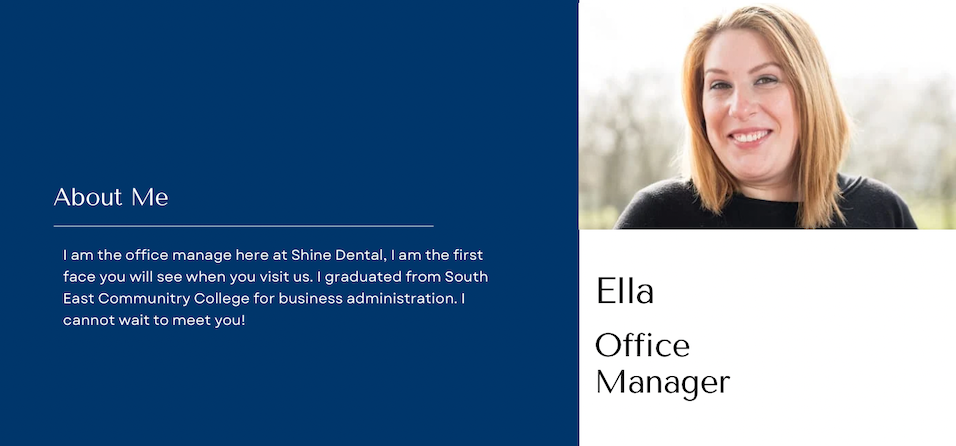 About Me
I am the office manage here at Shine Dental, I am the first
face you will see when you visit us. I graduated from South
East Communitry College for business administration. I
cannot wait to meet you!
Ella
Office
Manager